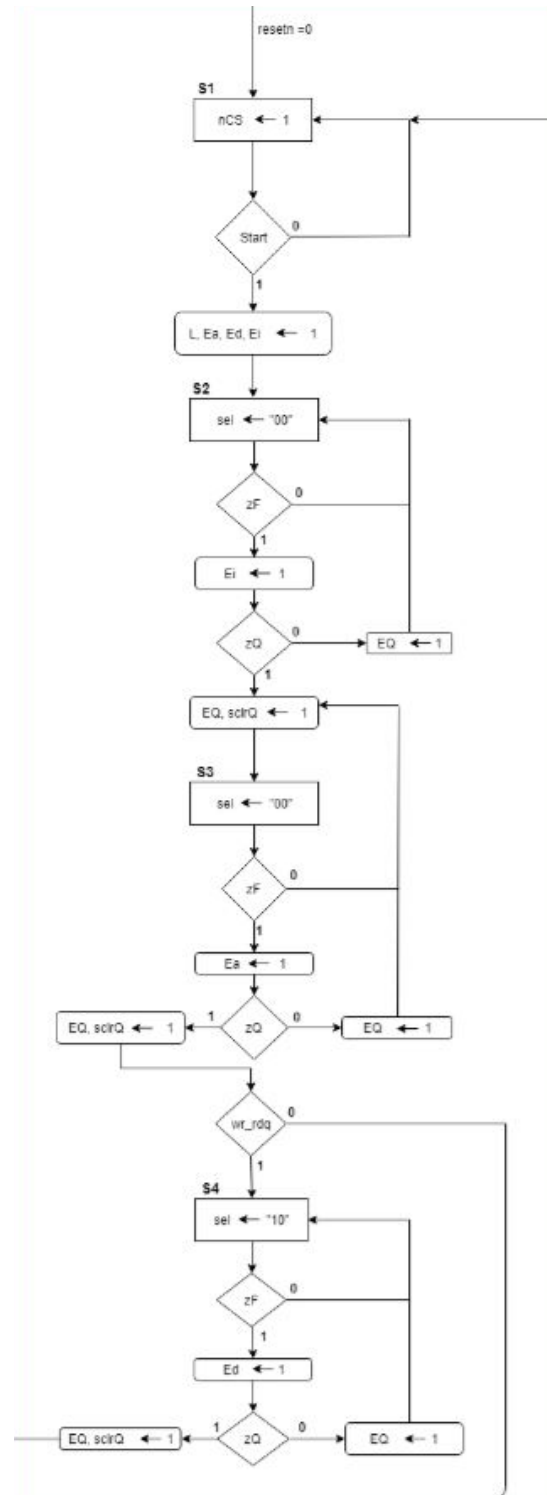 resetn =0
S1
nCS ← 1
Start
0
1
L, Ea, Ed, Ei ← 1
S2
sel ← "00"
zF
0
1
Ei ← 1
zQ
0
EQ ← 1
1
EQ, sclrQ ← 1
S3
sel ← "00"
zF
0
1
Ea ← 1
EQ, sclrQ ← 1
1
zQ
0
EQ ← 1
wr_rdq
0
1
S4
sel ← "10"
zF
0
1
Ed ← 1
EQ, sclrQ ← 1
1
zQ
0
EQ ← 1